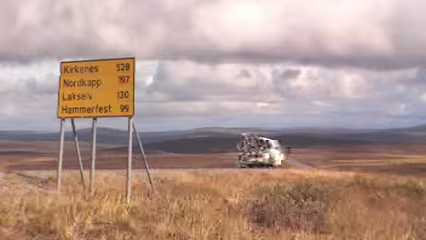 Kirkenes 528
Nordkapp 197
Lakselv 130
Hammerfest 99